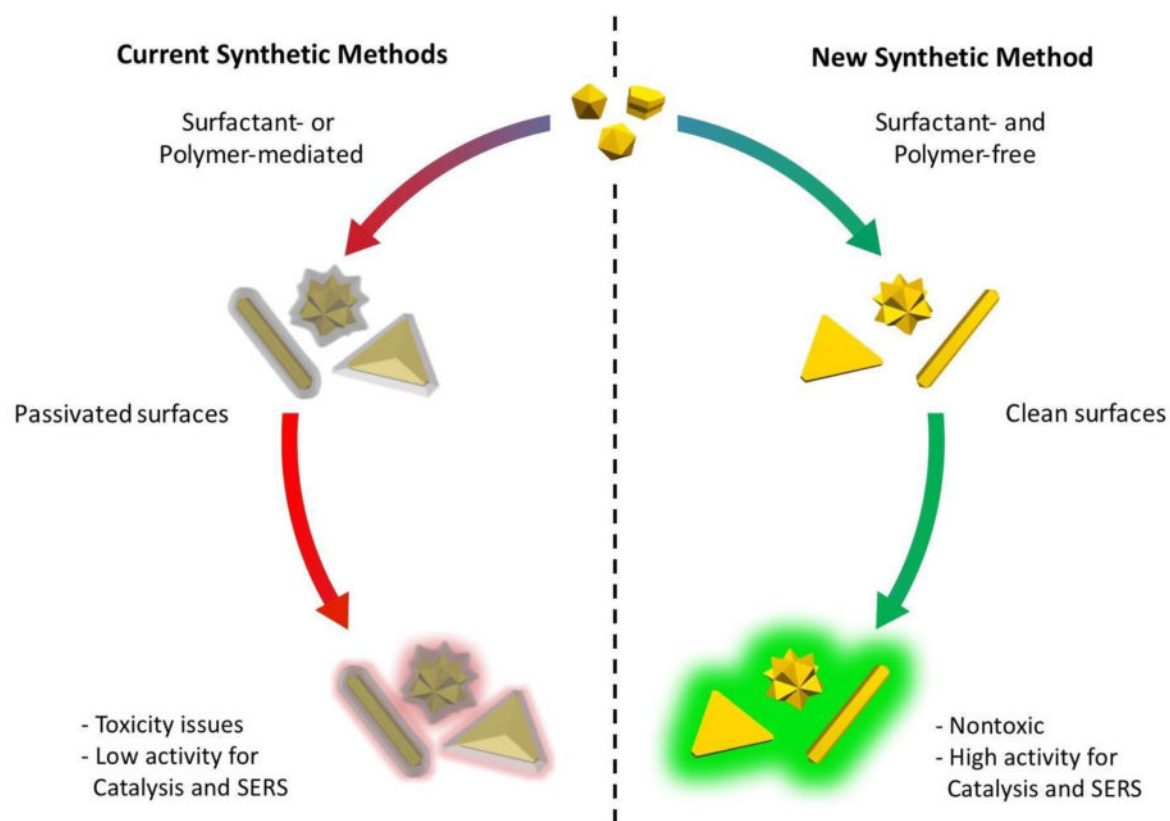 Current Synthetic Methods
Surfactant- or
Polymer-mediated
Passivated surfaces
- Toxicity issues
- Low activity for
Catalysis and SERS
New Synthetic Method
Surfactant- and
Polymer-free
Clean surfaces
- Nontoxic
- High activity for
Catalysis and SERS